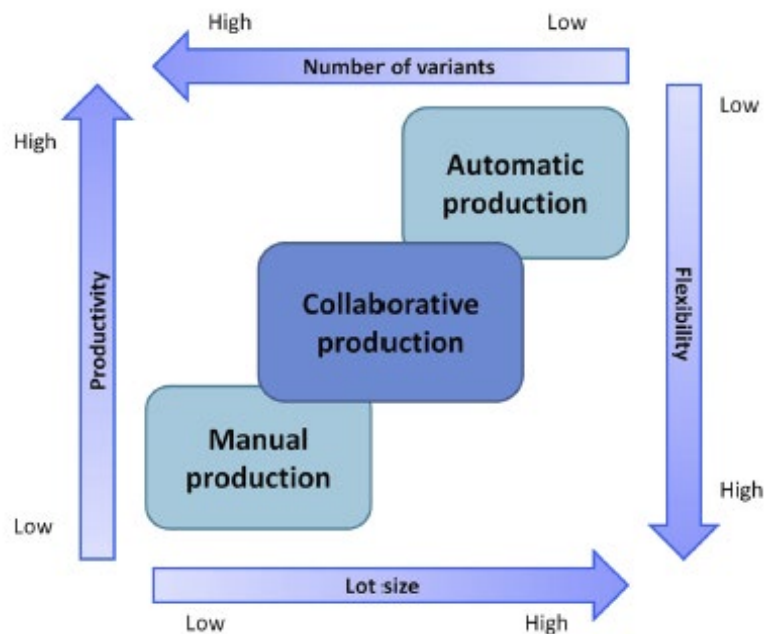 High
Low
Number of variants
High
Low
Automatic
production
Productivity
Collaborative
production
Flexibility
Manual
production
High
Low
Lot size
Low
High